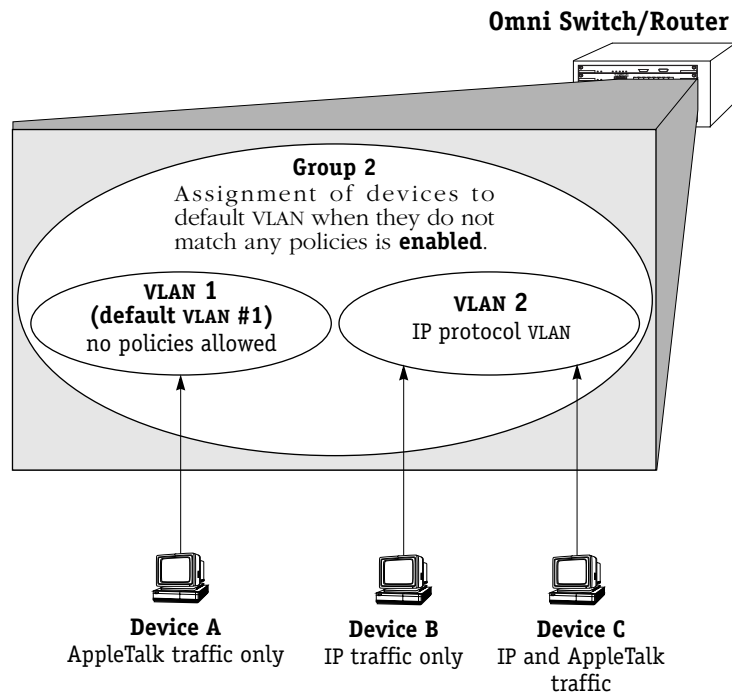 Omni Switch/Router
Group 2
Assignment of devices to
default VLAN when they do not
match any policies is enabled.
VLAN 1
(default VLAN #1)
no policies allowed
VLAN 2
IP protocol VLAN
Device A
AppleTalk traffic only
Device B
IP traffic only
Device C
IP and AppleTalk
traffic